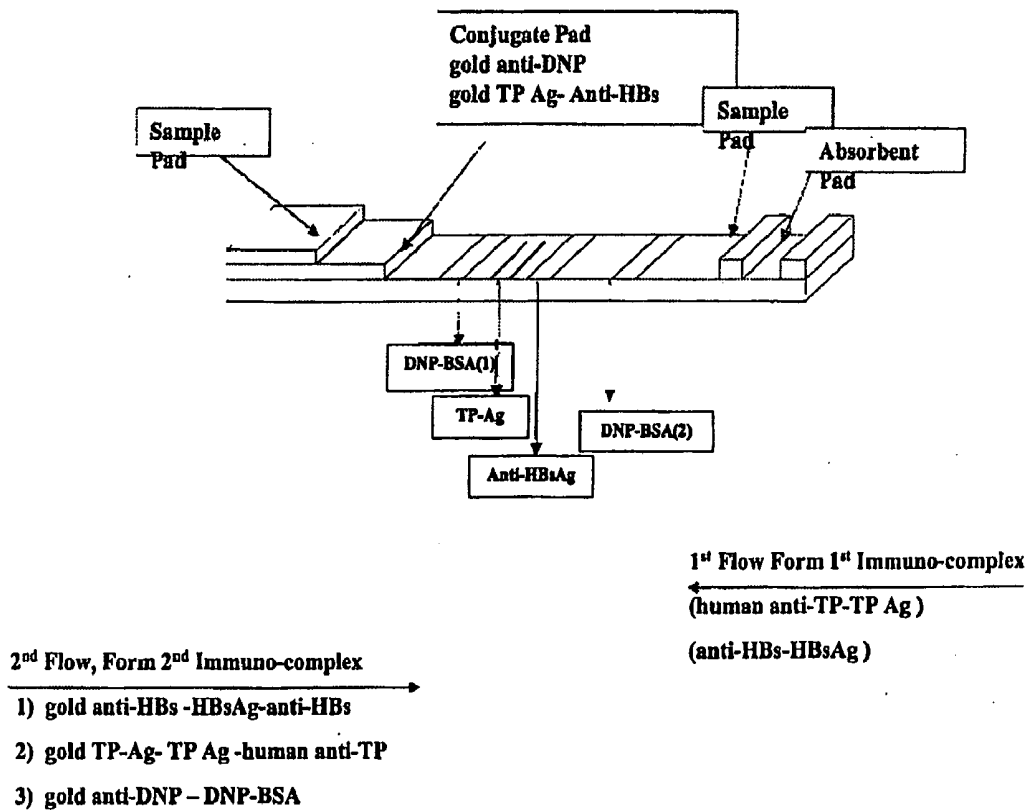 Conjugate Pad
gold anti-DNP
gold TP Ag- Anti-HBs
Sample
Pad
Sample
Pad
Absorbent
Pad
DNP-BSA(1)
TP-Ag
DNP-BSA(2)
Anti-HBsAg
1st Flow Form 1st Immuno-complex
(human anti-TP-TP Ag )
(anti-HBs-HBsAg )
2nd Flow, Form 2nd Immuno-complex
1) gold anti-HBs -HBsAg-anti-HBs
2) gold TP-Ag- TP Ag -human anti-TP
3) gold anti-DNP – DNP-BSA